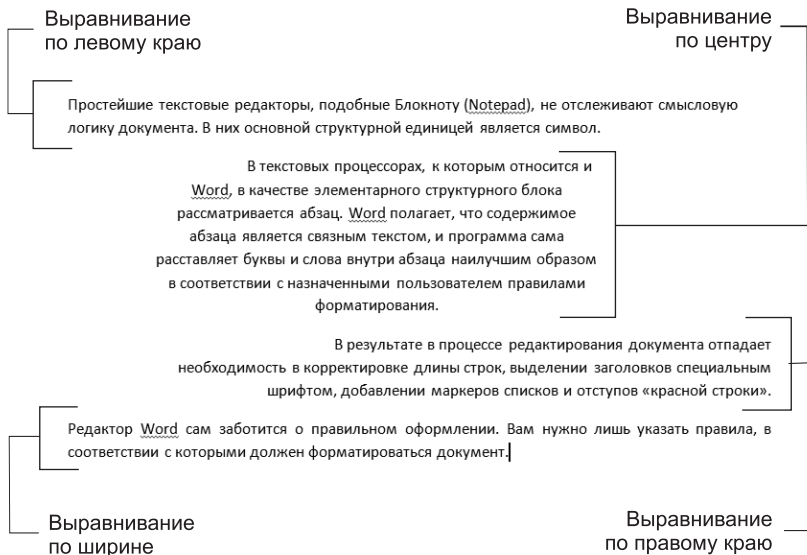 Выравнивание
по левому краю
Выравнивание
по центру
Простейшие текстовые редакторы, подобные Блокноту (Notepad), не отслеживают смысловую
логику документа. В них основной структурной единицей является символ.
В текстовых процессорах, к которым относится и
Word, в качестве элементарного структурного блока
рассматривается абзац. Word полагает, что содержимое
абзаца является связным текстом, и программа сама
расставляет буквы и слова внутри абзаца наилучшим образом
в соответствии с назначенными пользователем правилами
форматирования.
В результате в процессе редактирования документа отпадает
необходимость в корректировке длины строк, выделении заголовков специальным
шрифтом, добавлении маркеров списков и отступов «красной строки».
Редактор Word сам заботится о правильном оформлении. Вам нужно лишь указать правила, в
соответствии с которыми должен форматироваться документ.
Выравнивание
по ширине
Выравнивание
по правому краю